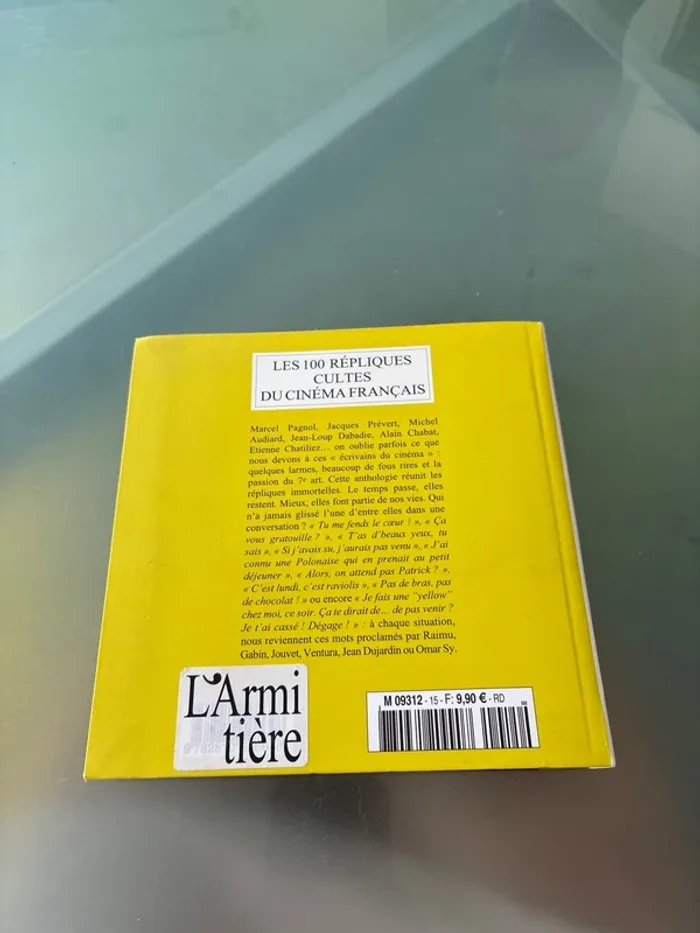 LES 100 RÉPLIQUES
CULTES
DU CINÉMA FRANÇAIS
Marcel Pagnol, Jacques Prévert, Michel
Audiard, Jean-Loup Dabadie, Alain Chabat,
Etienne Chatiliez… on oublie parfois ce que
nous devons à ces « écrivains du cinéma » :
quelques larmes, beaucoup de fous rires et la
passion du 7e art. Cette anthologie réunit les
répliques immortelles. Le temps passe, elles
restent. Mieux, elles font partie de nos vies. Qui
n'a jamais glissé l'une d'entre elles dans une
conversation ? « Tu me fends le cœur ! », « Ça
vous gratouille ? », « T'as d'beaux yeux, tu
sais », « Si j'avais su, j'aurais pas venu », « J'ai
connu une Polonaise qui en prenait au petit
déjeuner », « Alors, on attend pas Patrick ? »,
« C'est lundi, c'est raviolis », « Pas de bras, pas
de chocolat ! » ou encore « Je fais une "yellow"
chez moi, ce soir. Ça te dirait de… de pas venir ?
Je t'ai cassé ! Dégage ! » : à chaque situation,
nous reviennent ces mots proclamés par Raimu,
Gabin, Jouvet, Ventura, Jean Dujardin ou Omar Sy.
L'Armi
tière
M 09312 - 15 - F: 9,90 € - RD